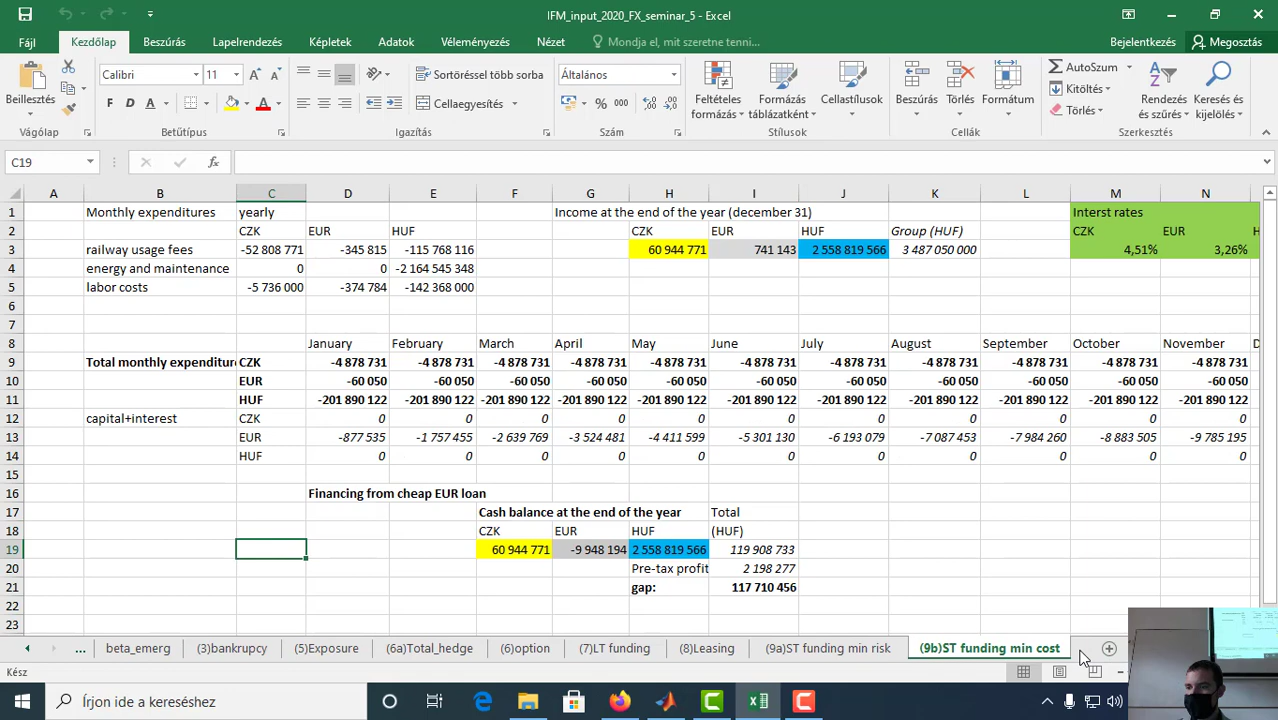 IFM_input_2020_FX_seminar_5 - Excel
Fájl Kezdőlap Beszúrás Lapelrendezés Képletek Adatok Véleményezés Nézet Mondja el, mit szeretne tenni... Bejelentkezés Megosztás
Beillesztés Calibri 11 Sortöréssel több sorba Általános Feltételes formázás Formázás táblázatként Cellastílusok Beszúrás Törlés Formátum AutoSzum
F D A Cellaegyesítés % 000 Kitöltés Rendezés és szűrés Keresés és kijelölés
Törlés
Vágólap Betűtípus Igazítás Szám Stílusok Cellák Szerkesztés
C19 fx
A B C D E F G H I J K L M N
1 Monthly expenditures yearly Income at the end of the year (december 31) Interst rates
2 CZK EUR HUF CZK EUR HUF Group (HUF) CZK EUR H
3 railway usage fees -52 808 771 -345 815 -115 768 116 60 944 771 741 143 2 558 819 566 3 487 050 000 4,51% 3,26%
4 energy and maintenance 0 0 -2 164 545 348
5 labor costs -5 736 000 -374 784 -142 368 000
6
7
8 January February March April May June July August September October November D
9 Total monthly expenditure CZK -4 878 731 -4 878 731 -4 878 731 -4 878 731 -4 878 731 -4 878 731 -4 878 731 -4 878 731 -4 878 731 -4 878 731 -4 878 731
10 EUR -60 050 -60 050 -60 050 -60 050 -60 050 -60 050 -60 050 -60 050 -60 050 -60 050 -60 050
11 HUF -201 890 122 -201 890 122 -201 890 122 -201 890 122 -201 890 122 -201 890 122 -201 890 122 -201 890 122 -201 890 122 -201 890 122 -201 890 122
12 capital+interest CZK 0 0 0 0 0 0 0 0 0 0 0
13 EUR -877 535 -1 757 455 -2 639 769 -3 524 481 -4 411 599 -5 301 130 -6 193 079 -7 087 453 -7 984 260 -8 883 505 -9 785 195
14 HUF 0 0 0 0 0 0 0 0 0 0 0
15
16 Financing from cheap EUR loan
17 Cash balance at the end of the year Total
18 CZK EUR HUF (HUF)
19 60 944 771 -9 948 194 2 558 819 566 119 908 733
20 Pre-tax profit 2 198 277
21 gap: 117 710 456
22
23
... beta_emerg (3)bankrupcy (5)Exposure (6a)Total_hedge (6)option (7)LT funding (8)Leasing (9a)ST funding min risk (9b)ST funding min cost
Kész
Írjon ide a kereséshez